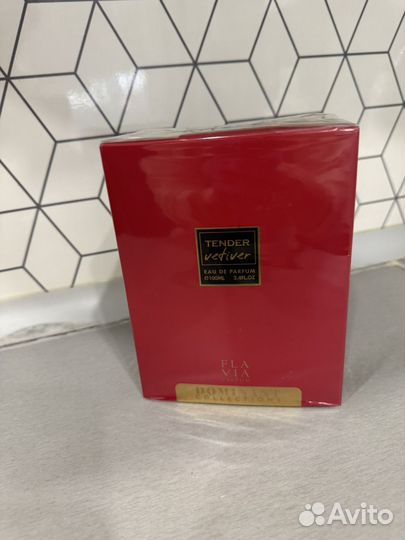 TENDER
vetiver
EAU DE PARFUM
℮100ML 3.4FL.OZ
FLA
VIA
DOMINANT
COLLECTIONS
Avito